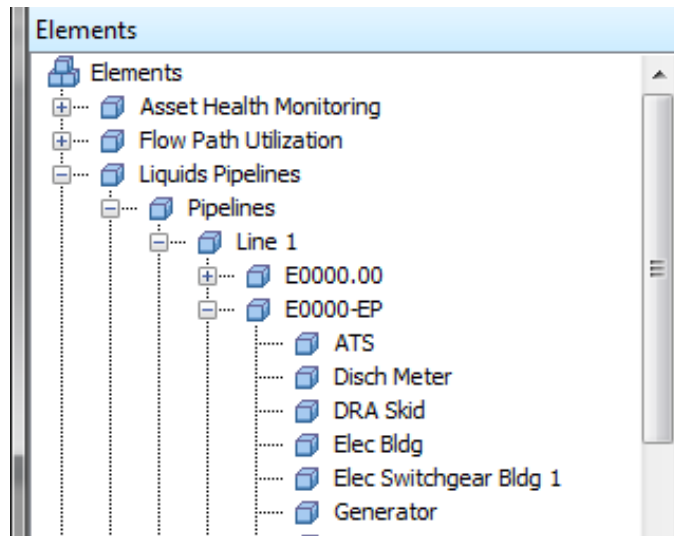 Elements
Elements
Asset Health Monitoring
Flow Path Utilization
Liquids Pipelines
Pipelines
Line 1
E0000.00
E0000-EP
ATS
Disch Meter
DRA Skid
Elec Bldg
Elec Switchgear Bldg 1
Generator